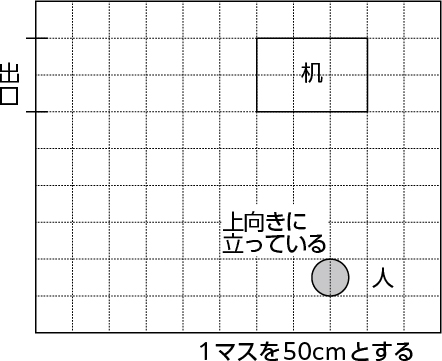 出口
机
上向きに
立っている
人
1マスを50cmとする